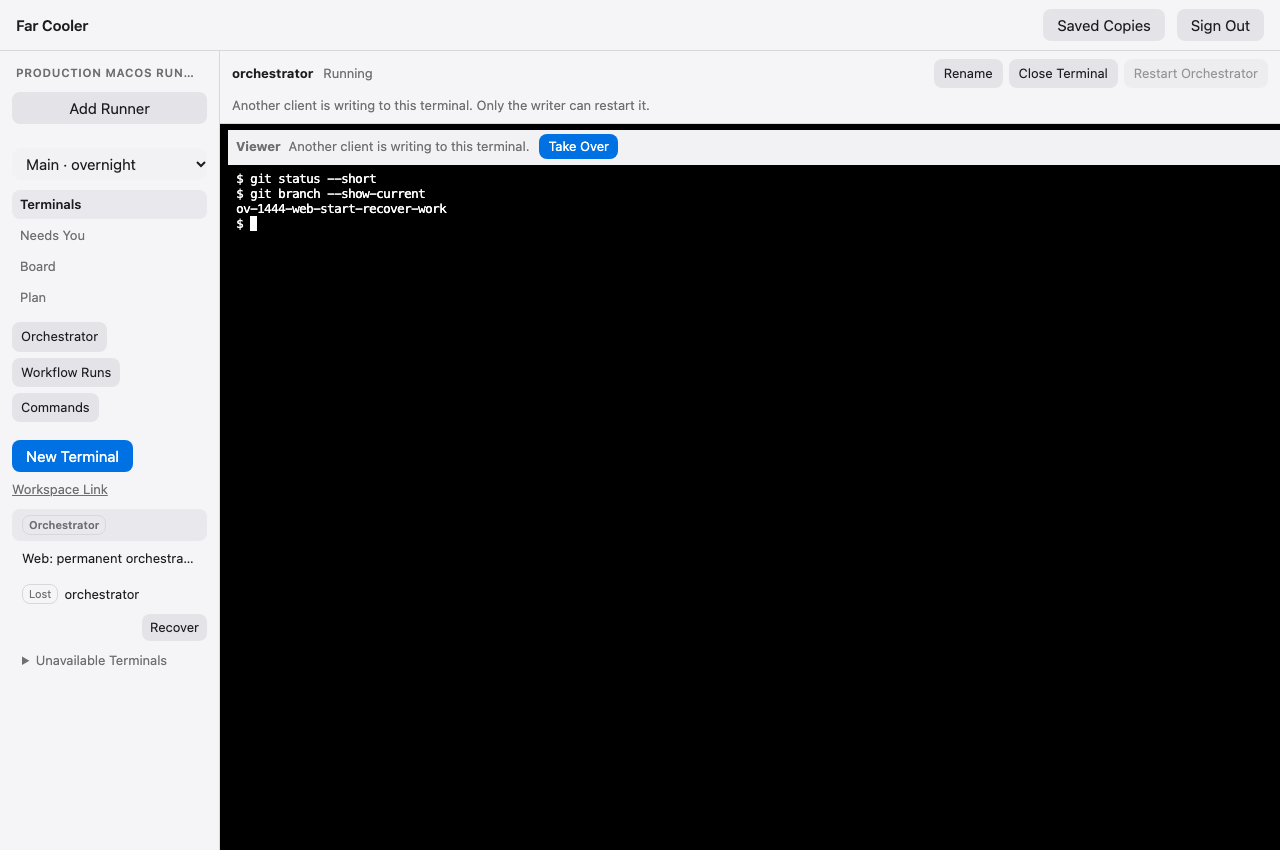 Far Cooler
Saved Copies
Sign Out
PRODUCTION MACOS RUN...
Add Runner
Main · overnight
Terminals
Needs You
Board
Plan
Orchestrator
Workflow Runs
Commands
New Terminal
Workspace Link
Orchestrator
Web: permanent orchestra...
Lost orchestrator
Recover
Unavailable Terminals
orchestrator Running
Rename
Close Terminal
Restart Orchestrator
Another client is writing to this terminal. Only the writer can restart it.
Viewer Another client is writing to this terminal. Take Over
$ git status --short
$ git branch --show-current
ov-1444-web-start-recover-work
$